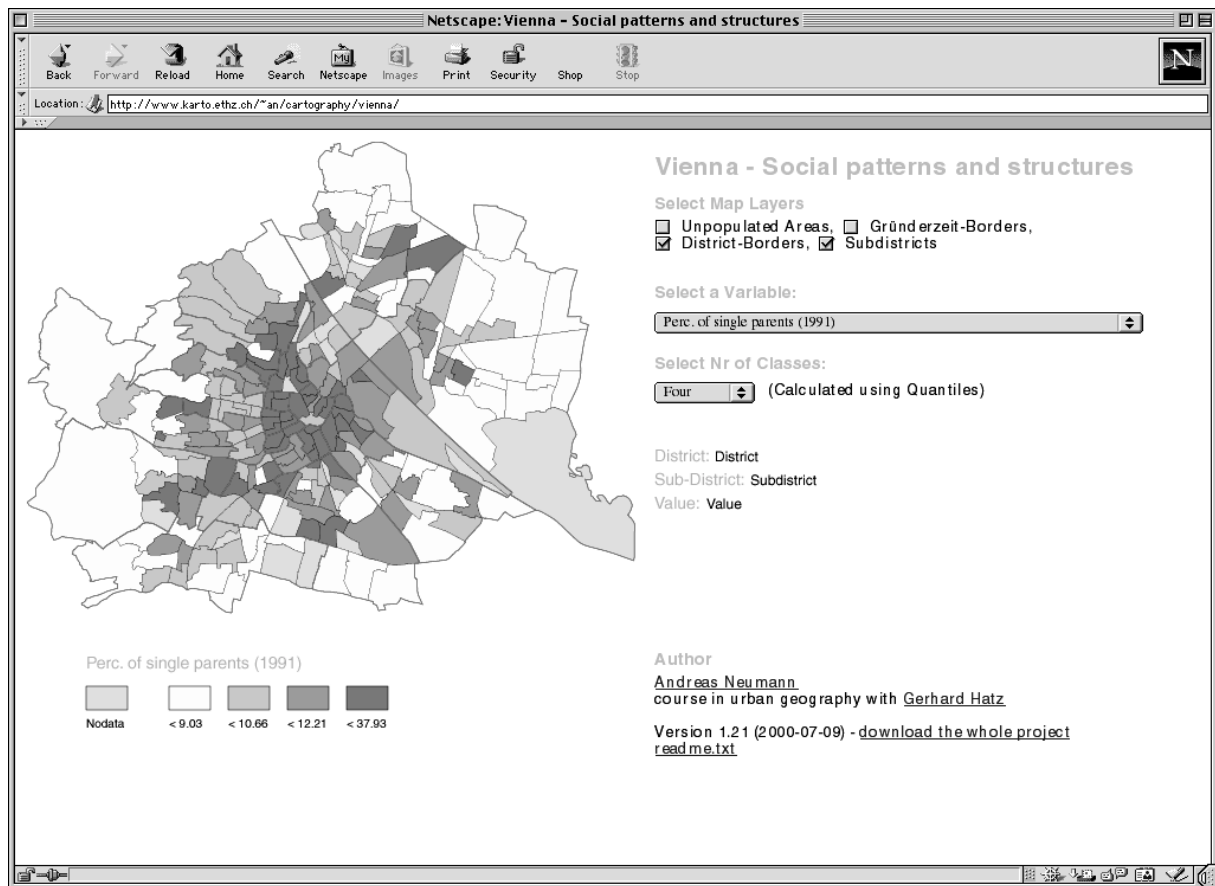 Netscape: Vienna - Social patterns and structures
Back Forward Reload Home Search Netscape Images Print Security Shop Stop
My
N
Location: http://www.karto.ethz.ch/~an/cartography/vienna/
Vienna - Social patterns and structures
Select Map Layers
Unpopulated Areas, Gründerzeit-Borders,
District-Borders, Subdistricts
Select a Variable:
Perc. of single parents (1991)
Select Nr of Classes:
Four (Calculated using Quantiles)
District: District
Sub-District: Subdistrict
Value: Value
Perc. of single parents (1991)
Nodata < 9.03 < 10.66 < 12.21 < 37.93
Author
Andreas Neumann
course in urban geography with Gerhard Hatz
Version 1.21 (2000-07-09) - download the whole project
readme.txt